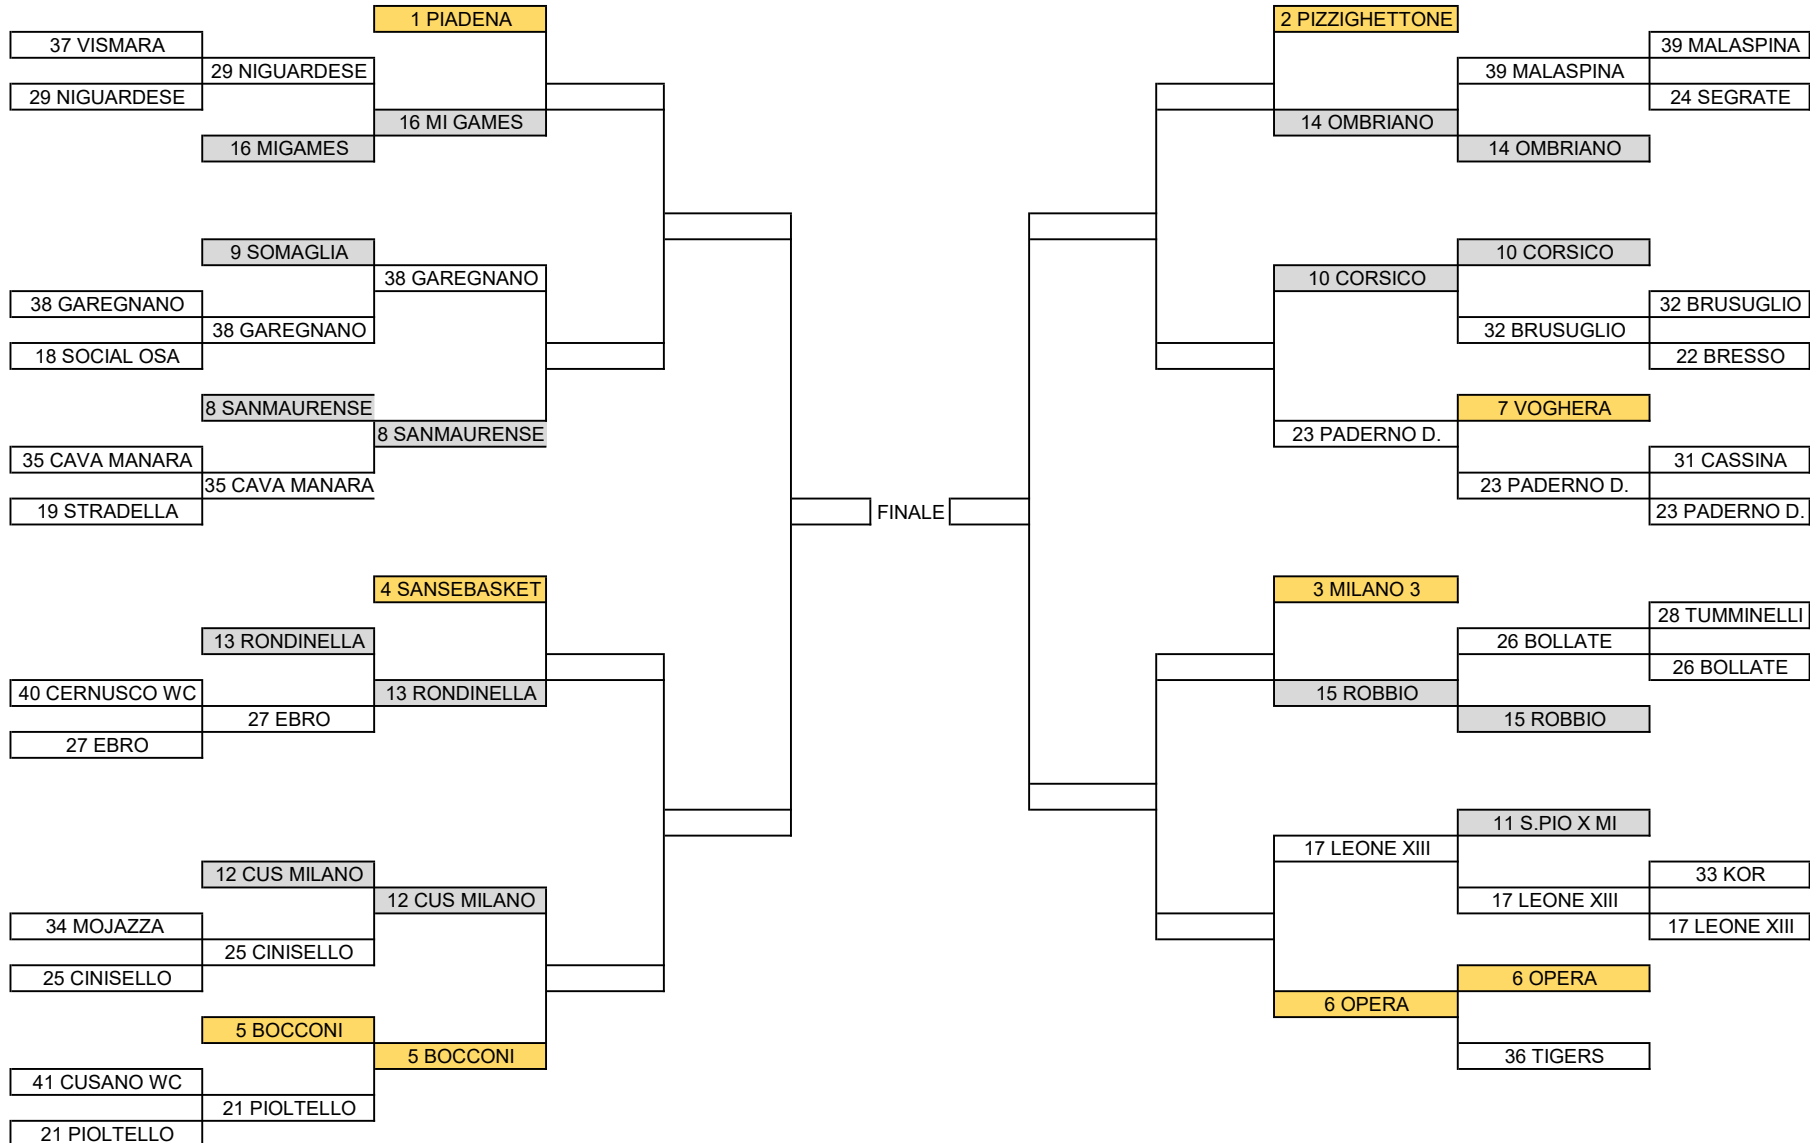 1 PIADENA
37 VISMARA
29 NIGUARDESE
29 NIGUARDESE
16 MI GAMES
16 MIGAMES
9 SOMAGLIA
38 GAREGNANO
38 GAREGNANO
38 GAREGNANO
18 SOCIAL OSA
8 SANMAURENSE
8 SANMAURENSE
35 CAVA MANARA
35 CAVA MANARA
19 STRADELLA
4 SANSEBASKET
13 RONDINELLA
40 CERNUSCO WC
13 RONDINELLA
27 EBRO
27 EBRO
12 CUS MILANO
12 CUS MILANO
34 MOJAZZA
25 CINISELLO
25 CINISELLO
5 BOCCONI
5 BOCCONI
41 CUSANO WC
21 PIOLTELLO
21 PIOLTELLO
FINALE
2 PIZZIGHETTONE
39 MALASPINA
39 MALASPINA
24 SEGRATE
14 OMBRIANO
14 OMBRIANO
10 CORSICO
10 CORSICO
32 BRUSUGLIO
32 BRUSUGLIO
22 BRESSO
7 VOGHERA
23 PADERNO D.
31 CASSINA
23 PADERNO D.
23 PADERNO D.
3 MILANO 3
28 TUMMINELLI
26 BOLLATE
26 BOLLATE
15 ROBBIO
15 ROBBIO
11 S.PIO X MI
17 LEONE XIII
33 KOR
17 LEONE XIII
17 LEONE XIII
6 OPERA
6 OPERA
36 TIGERS